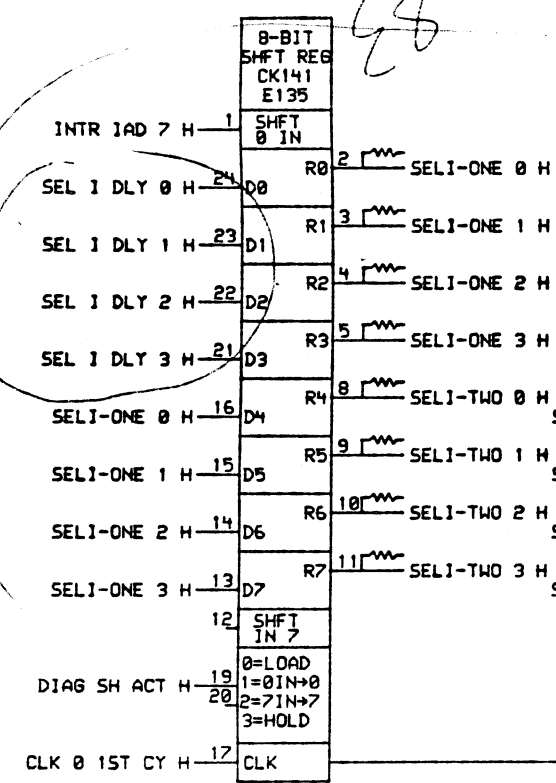 8-BIT
SHFT REG
CK141
E135
INTR IAD 7 H 1 SHFT
0 IN
R0 2 SELI-ONE 0 H
SEL I DLY 0 H 24 D0
R1 3 SELI-ONE 1 H
SEL I DLY 1 H 23 D1
R2 4 SELI-ONE 2 H
SEL I DLY 2 H 22 D2
R3 5 SELI-ONE 3 H
SEL I DLY 3 H 21 D3
R4 8 SELI-TWO 0 H
SELI-ONE 0 H 16 D4
R5 9 SELI-TWO 1 H
SELI-ONE 1 H 15 D5
R6 10 SELI-TWO 2 H
SELI-ONE 2 H 14 D6
R7 11 SELI-TWO 3 H
SELI-ONE 3 H 13 D7
12 SHFT
IN 7
0=LOAD
DIAG SH ACT H 19 1=0IN→0
20 2=7IN→7
3=HOLD
CLK 0 1ST CY H 17 CLK